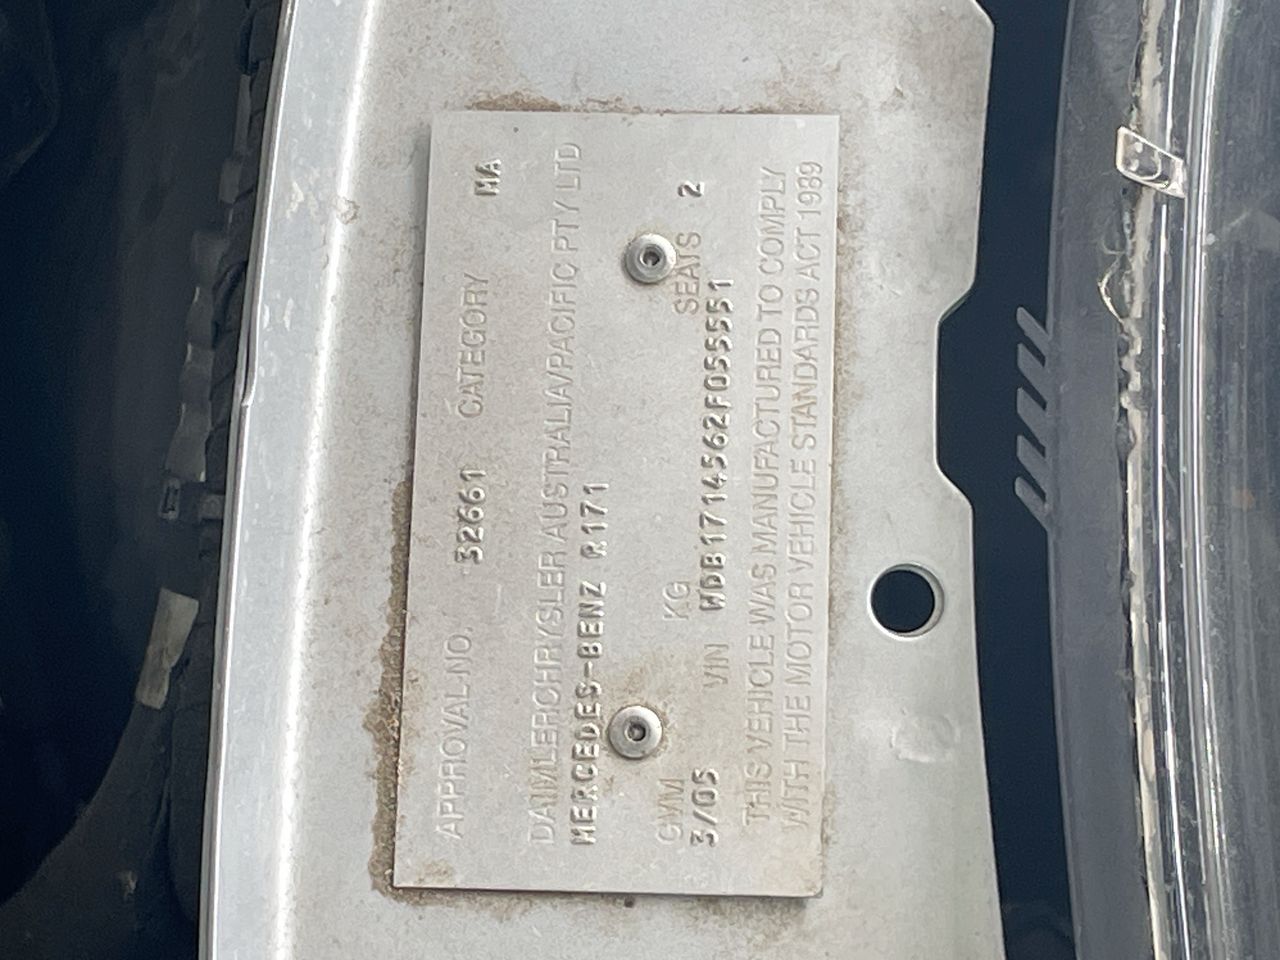 APPROVAL NO. 32661 CATEGORY MA
DAIMLERCHRYSLER AUSTRALIA/PACIFIC PTY LTD
MERCEDES-BENZ R171
GMM KG SEATS 2
3/05 VIN WDB1714562F055551
THIS VEHICLE WAS MANUFACTURED TO COMPLY
WITH THE MOTOR VEHICLE STANDARDS ACT 1989